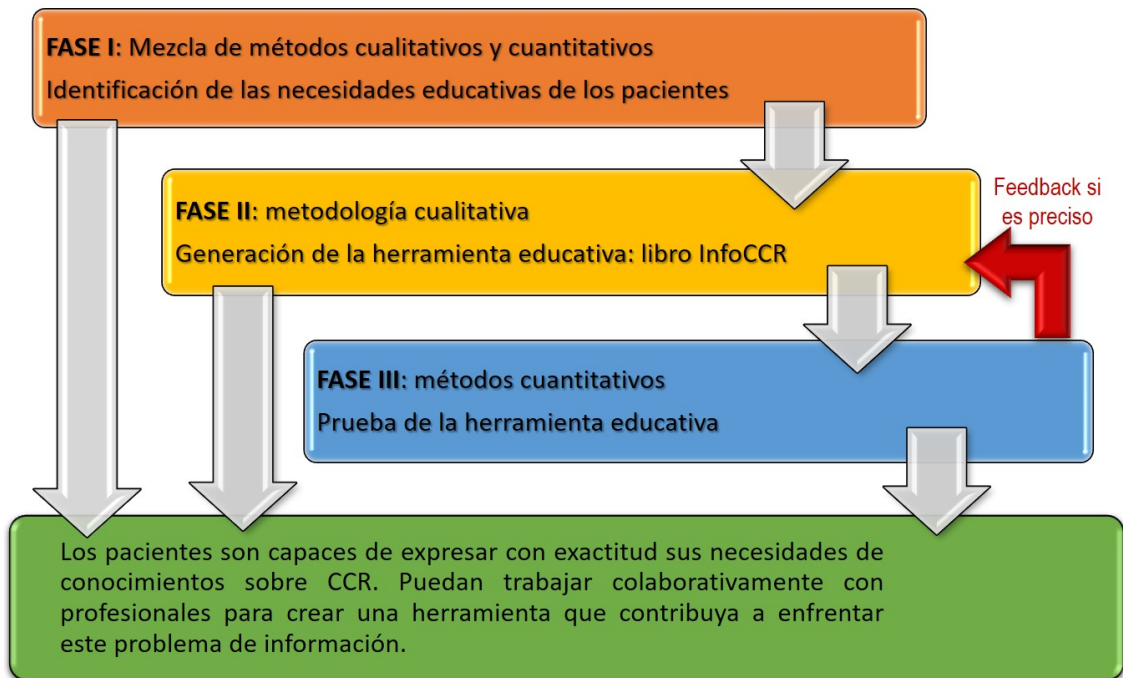 FASE I: Mezcla de métodos cualitativos y cuantitativos
Identificación de las necesidades educativas de los pacientes
FASE II: metodología cualitativa
Generación de la herramienta educativa: libro InfoCCR
Feedback si
es preciso
FASE III: métodos cuantitativos
Prueba de la herramienta educativa
Los pacientes son capaces de expresar con exactitud sus necesidades de
conocimientos sobre CCR. Puedan trabajar colaborativamente con
profesionales para crear una herramienta que contribuya a enfrentar
este problema de información.